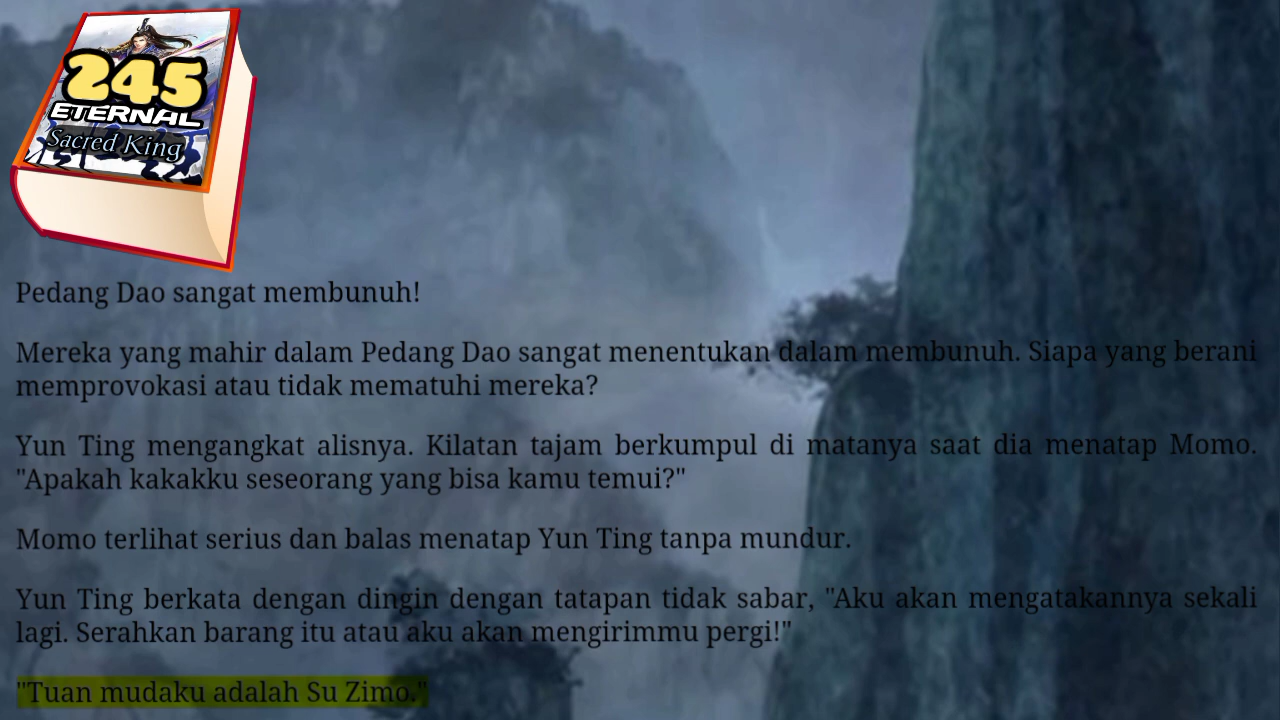 245
ETERNAL
Sacred King
Pedang Dao sangat membunuh!
Mereka yang mahir dalam Pedang Dao sangat menentukan dalam membunuh. Siapa yang berani
memprovokasi atau tidak mematuhi mereka?
Yun Ting mengangkat alisnya. Kilatan tajam berkumpul di matanya saat dia menatap Momo.
"Apakah kakakku seseorang yang bisa kamu temui?"
Momo terlihat serius dan balas menatap Yun Ting tanpa mundur.
Yun Ting berkata dengan dingin dengan tatapan tidak sabar, "Aku akan mengatakannya sekali
lagi. Serahkan barang itu atau aku akan mengirimmu pergi!"
"Tuan mudaku adalah Su Zimo."